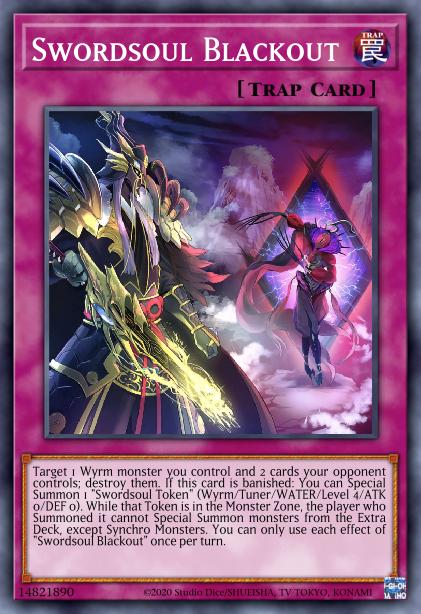 Swordsoul Blackout
TRAP
罠
[Trap Card]
Target 1 Wyrm monster you control and 2 cards your opponent
controls; destroy them. If this card is banished: You can Special
Summon 1 "Swordsoul Token" (Wyrm/Tuner/WATER/Level 4/ATK
0/DEF 0). While that Token is in the Monster Zone, the player who
Summoned it cannot Special Summon monsters from the Extra
Deck, except Synchro Monsters. You can only use each effect of
"Swordsoul Blackout" once per turn.
14821890
©2020 Studio Dice/SHUEISHA, TV TOKYO, KONAMI